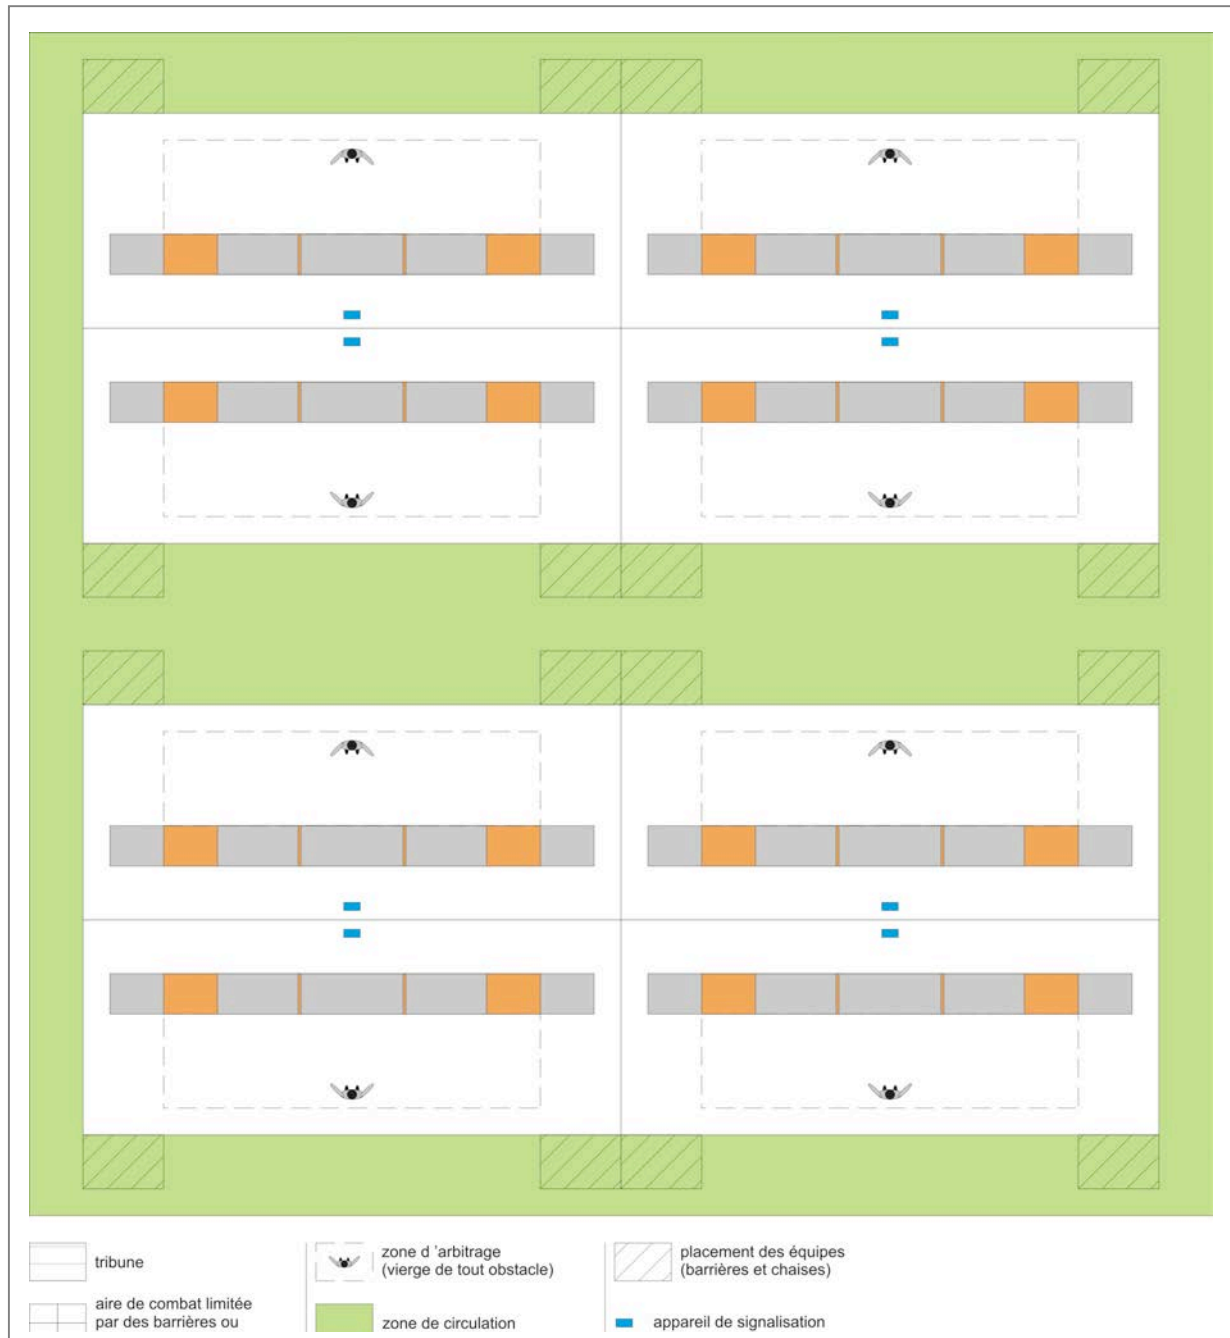 tribune
aire de combat limitée
par des barrières ou
zone d 'arbitrage
(vierge de tout obstacle)
zone de circulation
placement des équipes
(barrières et chaises)
appareil de signalisation